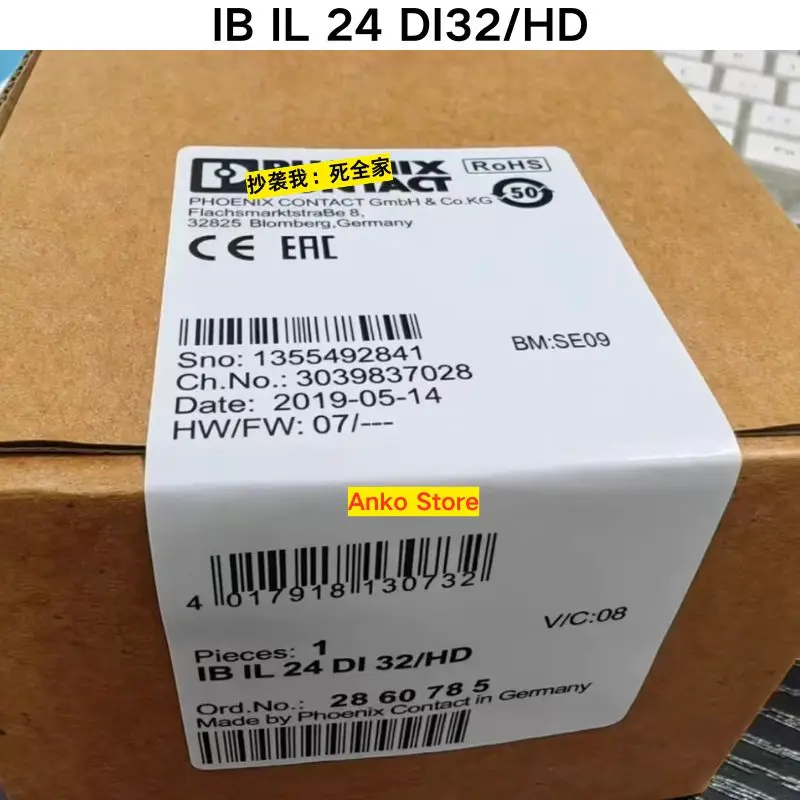 IB IL 24 DI32/HD
PHOENIX CONTACT
抄袭我：死全家
RoHS
50
PHOENIX CONTACT GmbH & Co.KG
Flachsmarktstraße 8,
32825 Blomberg,Germany
CE EAC
Sno: 1355492841
BM:SE09
Ch.No.: 3039837028
Date: 2019-05-14
HW/FW: 07/---
Anko Store
4 017918 130732
V/C:08
Pieces: 1
IB IL 24 DI 32/HD
Ord.No.: 28 60 78 5
Made by Phoenix Contact in Germany